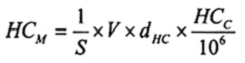 HC_M = 1/S × V × d_HC × HC_C/10^6